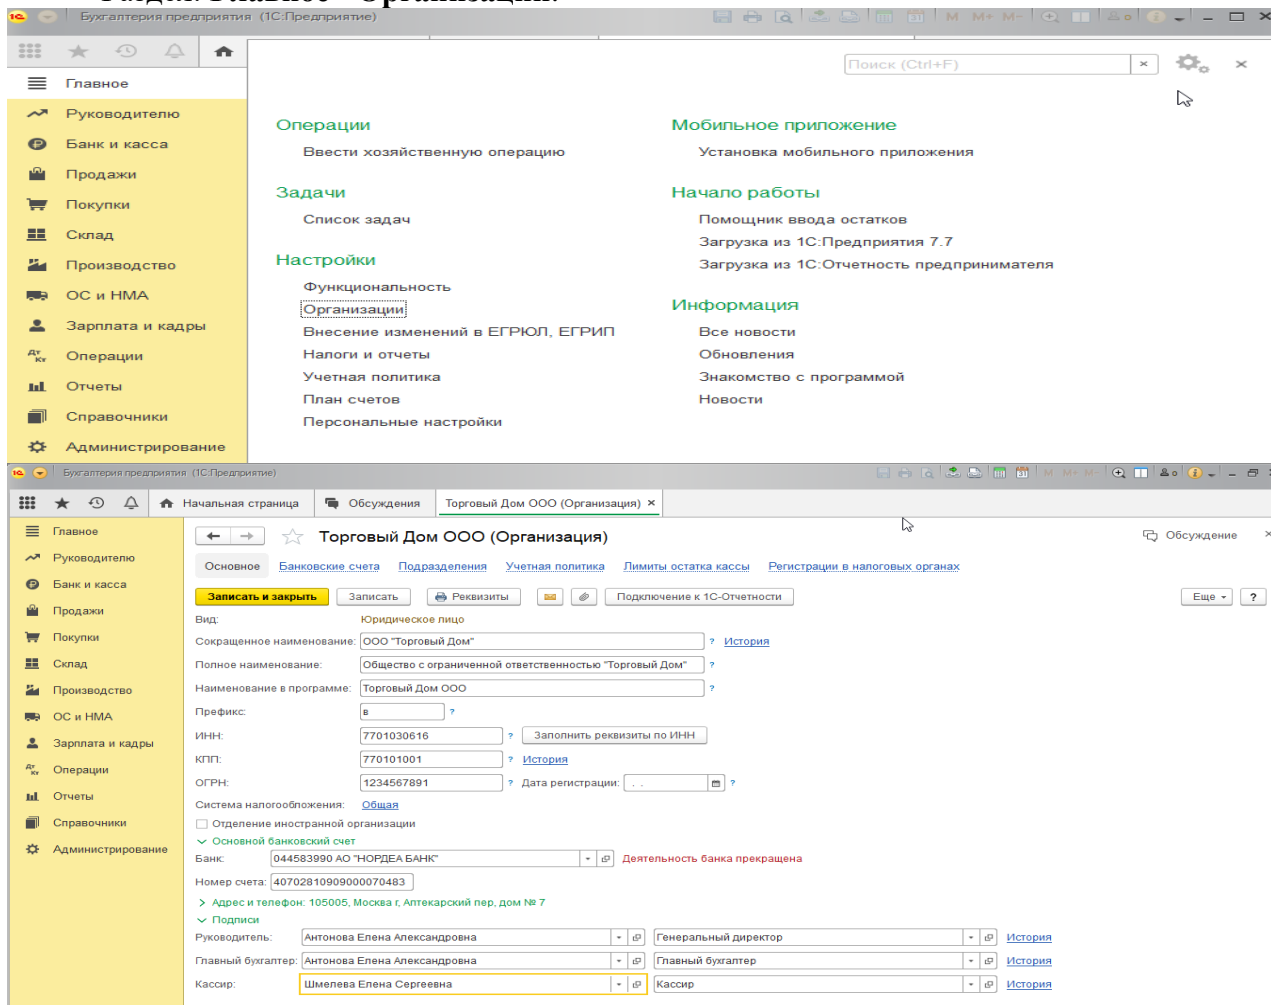 Раздел: Главное - Организации.
Бухгалтерия предприятия (1С:Предприятие)
M M+ M-
Поиск (Ctrl+F)
Главное
Руководителю
Банк и касса
Продажи
Покупки
Склад
Производство
ОС и НМА
Зарплата и кадры
Операции
Отчеты
Справочники
Администрирование
Операции
Ввести хозяйственную операцию
Задачи
Список задач
Настройки
Функциональность
Организации
Внесение изменений в ЕГРЮЛ, ЕГРИП
Налоги и отчеты
Учетная политика
План счетов
Персональные настройки
Мобильное приложение
Установка мобильного приложения
Начало работы
Помощник ввода остатков
Загрузка из 1С:Предприятия 7.7
Загрузка из 1С:Отчетность предпринимателя
Информация
Все новости
Обновления
Знакомство с программой
Новости
Бухгалтерия предприятия (1С:Предприятие)
M M+ M-
Начальная страница Обсуждения Торговый Дом ООО (Организация) ×
Главное
Руководителю
Банк и касса
Продажи
Покупки
Склад
Производство
ОС и НМА
Зарплата и кадры
Операции
Отчеты
Справочники
Администрирование
Торговый Дом ООО (Организация)
Обсуждение
Основное Банковские счета Подразделения Учетная политика Лимиты остатка кассы Регистрации в налоговых органах
Записать и закрыть Записать Реквизиты Подключение к 1С-Отчетности Еще ?
Вид: Юридическое лицо
Сокращенное наименование: ООО "Торговый Дом" ? История
Полное наименование: Общество с ограниченной ответственностью "Торговый Дом" ?
Наименование в программе: Торговый Дом ООО ?
Префикс: в ?
ИНН: 7701030616 ? Заполнить реквизиты по ИНН
КПП: 770101001 ? История
ОГРН: 1234567891 ? Дата регистрации: . . ?
Система налогообложения: Общая
Отделение иностранной организации
Основной банковский счет
Банк: 044583990 АО "НОРДЕА БАНК" Деятельность банка прекращена
Номер счета: 40702810909000070483
Адрес и телефон: 105005, Москва г, Аптекарский пер, дом № 7
Подписи
Руководитель: Антонова Елена Александровна Генеральный директор История
Главный бухгалтер: Антонова Елена Александровна Главный бухгалтер История
Кассир: Шмелева Елена Сергеевна Кассир История